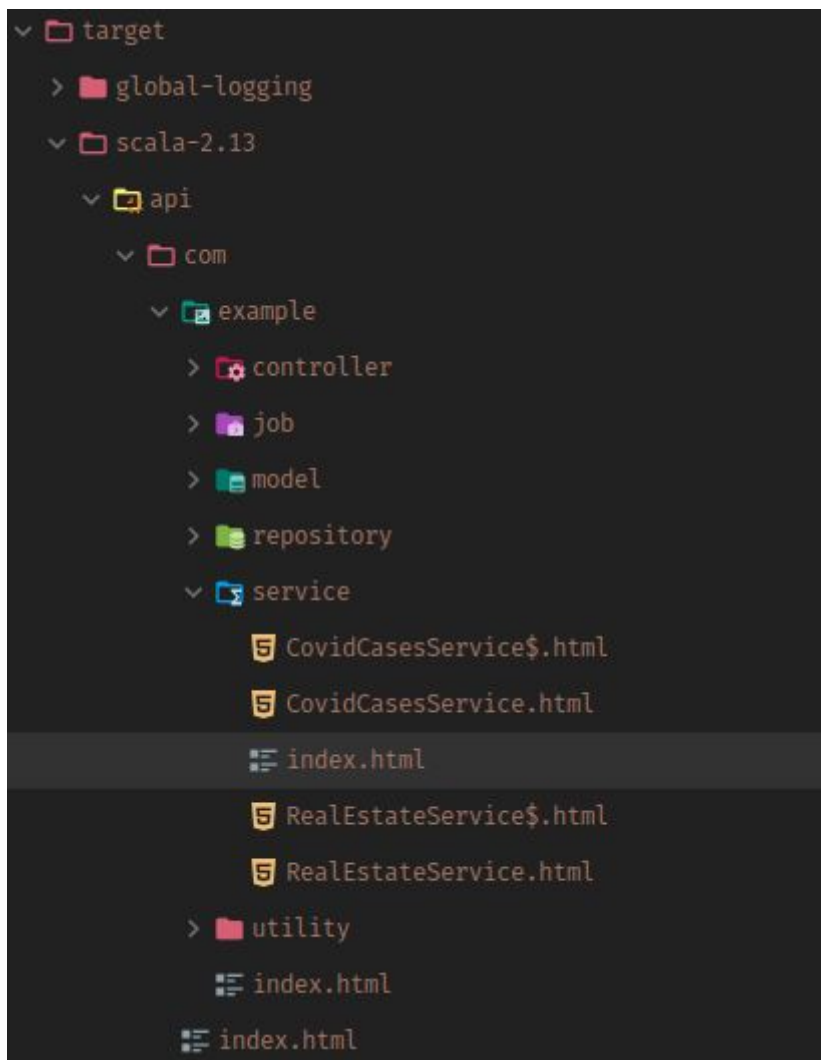 target
global-logging
scala-2.13
api
com
example
controller
job
model
repository
service
CovidCasesService$.html
CovidCasesService.html
index.html
RealEstateService$.html
RealEstateService.html
utility
index.html
index.html